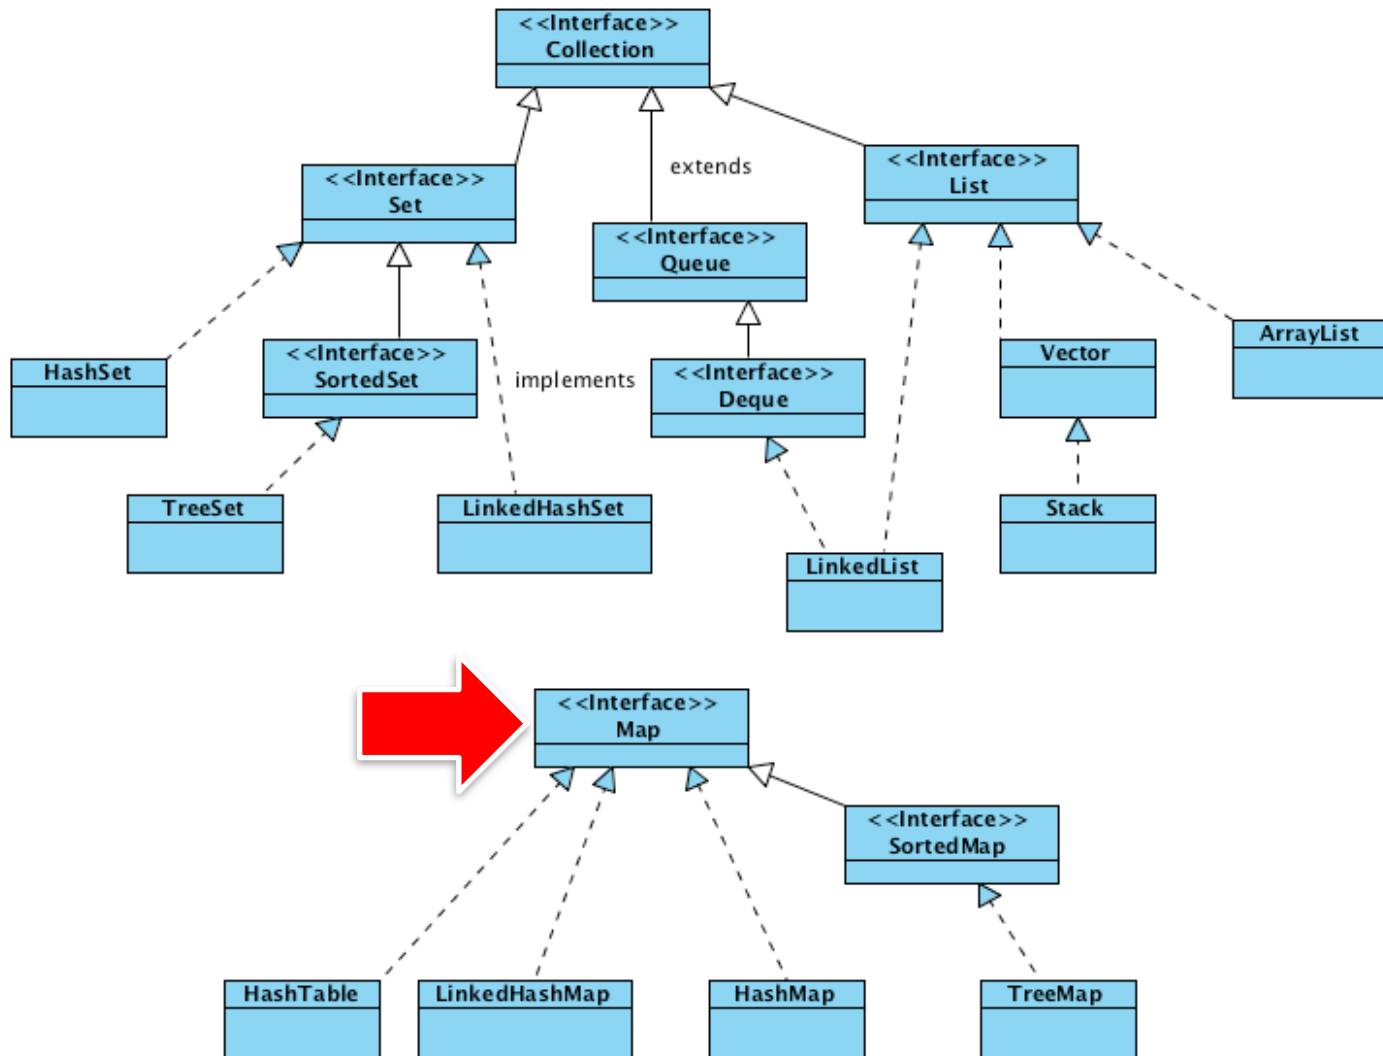 <<Interface>>
Collection
<<Interface>>
Set
extends
<<Interface>>
List
<<Interface>>
Queue
HashSet
<<Interface>>
SortedSet
implements
<<Interface>>
Deque
Vector
ArrayList
TreeSet
LinkedHashSet
LinkedList
Stack
<<Interface>>
Map
<<Interface>>
SortedMap
HashTable
LinkedHashMap
HashMap
TreeMap